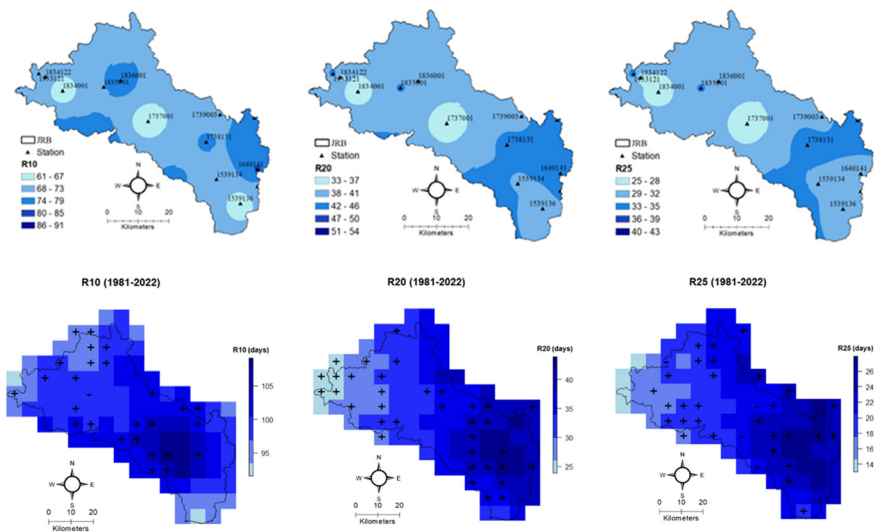 1834122
1933121
1834001
1836001
1835001
1737001
1739003
1738131
1640141
1539134
1539136
JRB
Station
R10
61 - 67
68 - 73
74 - 79
80 - 85
86 - 91
N
W E
S
0 10 20
Kilometers
1834122
1933121
1834001
1836001
1835001
1737001
1739003
1738131
1640141
1539134
1539136
JRB
Station
R20
33 - 37
38 - 41
42 - 46
47 - 50
51 - 54
N
W E
S
0 10 20
Kilometers
1834122
1933121
1834001
1836001
1835001
1737001
1739003
1738131
1640141
1539134
1539136
JRB
Station
R25
25 - 28
29 - 32
33 - 35
36 - 39
40 - 43
N
W E
S
0 10 20
Kilometers
R10 (1981-2022)
R10 (days)
105
100
95
N
W E
S
0 10 20
Kilometers
R20 (1981-2022)
R20 (days)
40
35
30
25
N
W E
S
0 10 20
Kilometers
R25 (1981-2022)
R25 (days)
26
24
22
20
18
16
14
N
W E
S
0 10 20
Kilometers